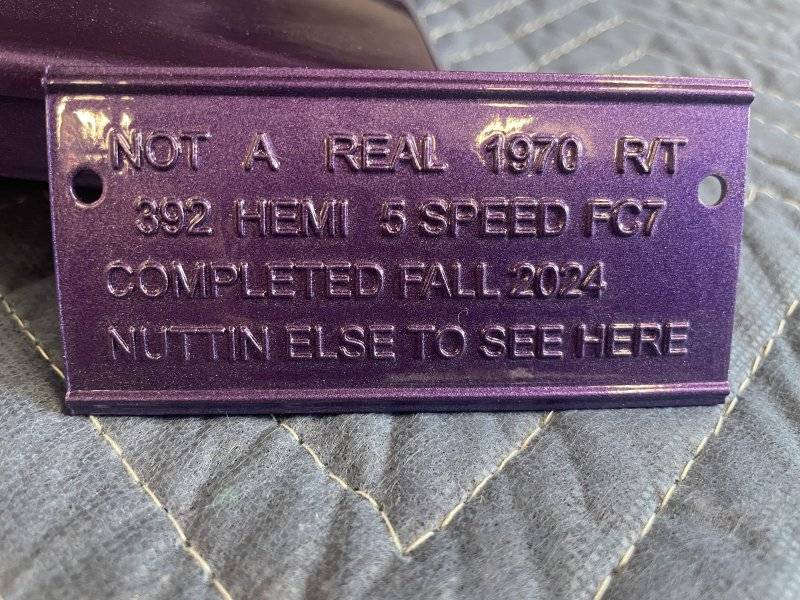 NOT A REAL 1970 R/T
392 HEMI 5 SPEED FC7
COMPLETED FALL 2024
NUTTIN ELSE TO SEE HERE